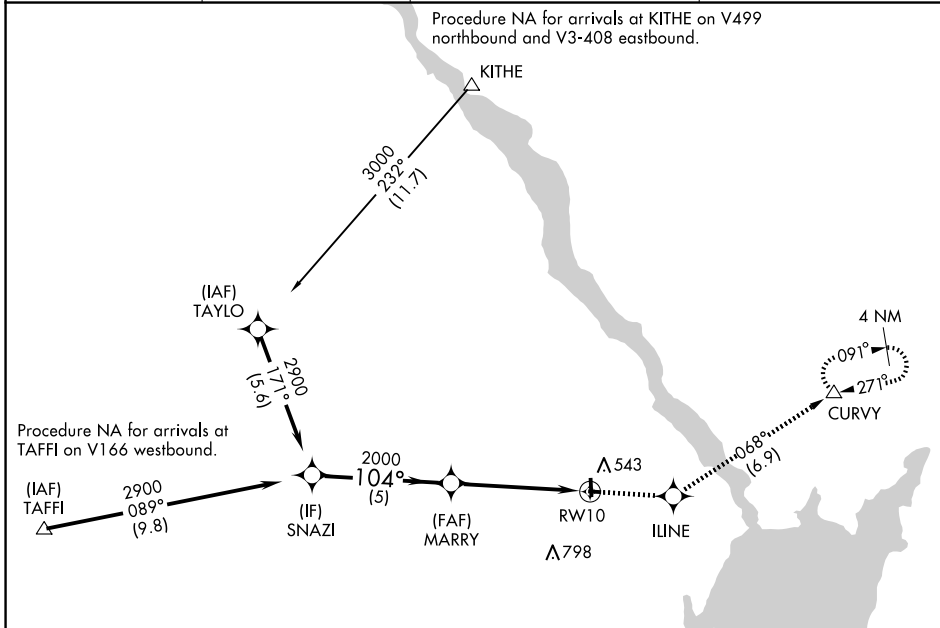 Procedure NA for arrivals at KITHE on V499
northbound and V3-408 eastbound.
KITHE
3000
232°
(11.7)
(IAF)
TAYLO
2900
171°
(5.6)
4 NM
091°
271°
CURVY
068°
(6.9)
Procedure NA for arrivals at
TAFFI on V166 westbound.
(IAF)
TAFFI
2900
089°
(9.8)
(IF)
SNAZI
2000
104°
(5)
(FAF)
MARRY
543
RW10
798
ILINE